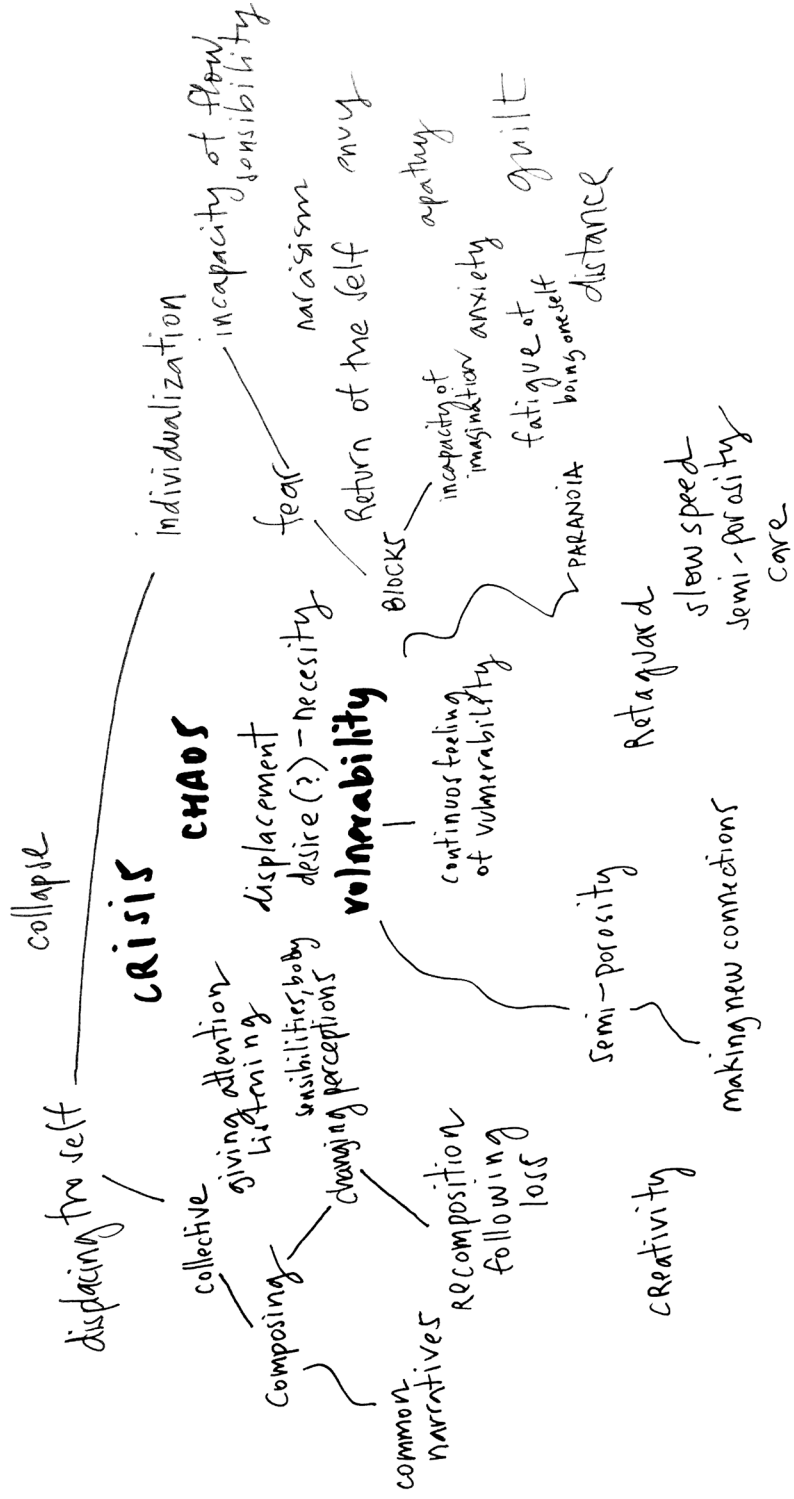 collapse
displacing the self
individualization
incapacity of flow
sensibility
CRISIS
CHAOS
collective
giving attention
listening
displacement
desire(?) - necesity
vulnerability
fear
narcisism
Return of the self
envy
composing
sensibilities, body
changing perceptions
BLOCKS
incapacity of
imagination
anxiety
apathy
common
narratives
recomposition
following
loss
continuos feeling
of vulnerability
PARANOIA
fatigue of
being oneself
guilt
distance
semi-porosity
Retaguard
slow speed
semi-porosity
care
creativity
making new connections